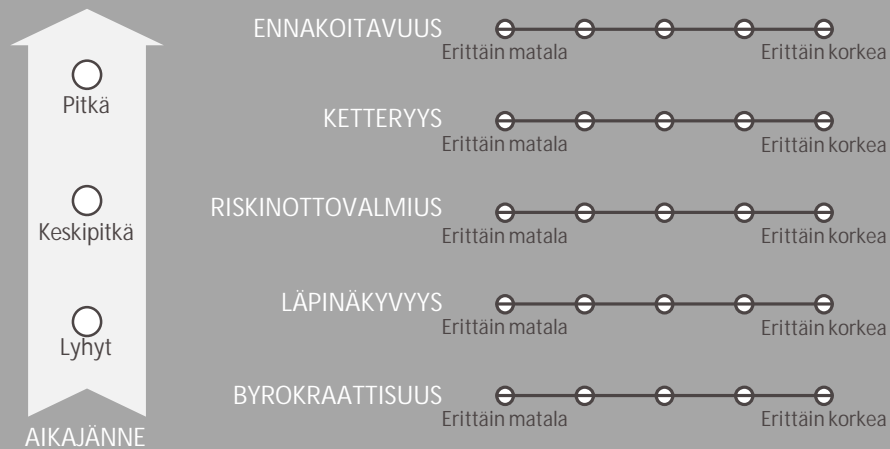 Pitkä
Keskipitkä
Lyhyt
AIKAJÄNNE
ENNAKOITAVUUS
Erittäin matala
Erittäin korkea
KETTERYYS
Erittäin matala
Erittäin korkea
RISKINOTTOVALMIUS
Erittäin matala
Erittäin korkea
LÄPINÄKYVYYS
Erittäin matala
Erittäin korkea
BYROKRAATTISUUS
Erittäin matala
Erittäin korkea